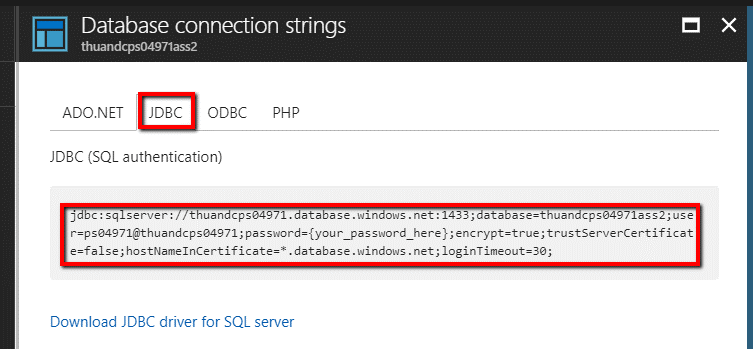 Database connection strings
thuandcps04971ass2
ADO.NET JDBC ODBC PHP
JDBC (SQL authentication)
jdbc:sqlserver://thuandcps04971.database.windows.net:1433;database=thuandcps04971ass2;use
r=ps04971@thuandcps04971;password={your_password_here};encrypt=true;trustServerCertificat
e=false;hostNameInCertificate=*.database.windows.net;loginTimeout=30;
Download JDBC driver for SQL server